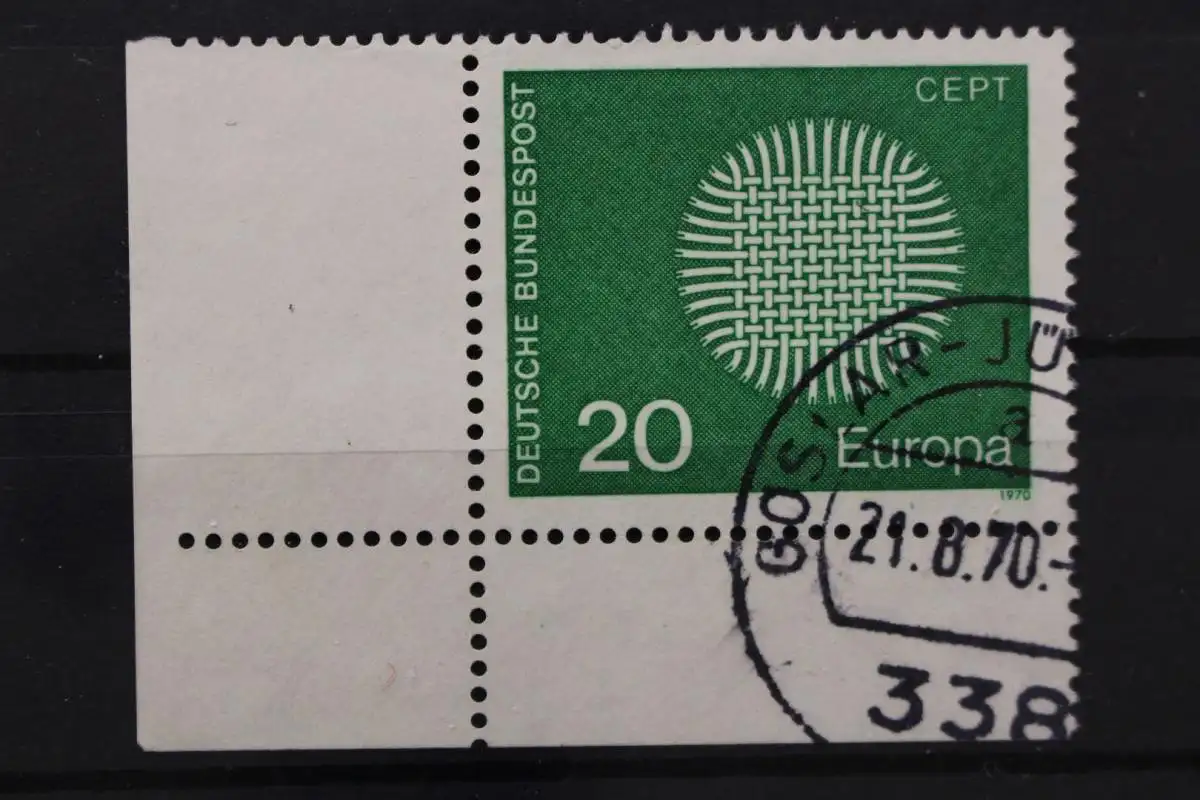 CEPT
DEUTSCHE BUNDESPOST
20
Europa
1970
GOSLAR-JÜ
a
21.8.70.-
338